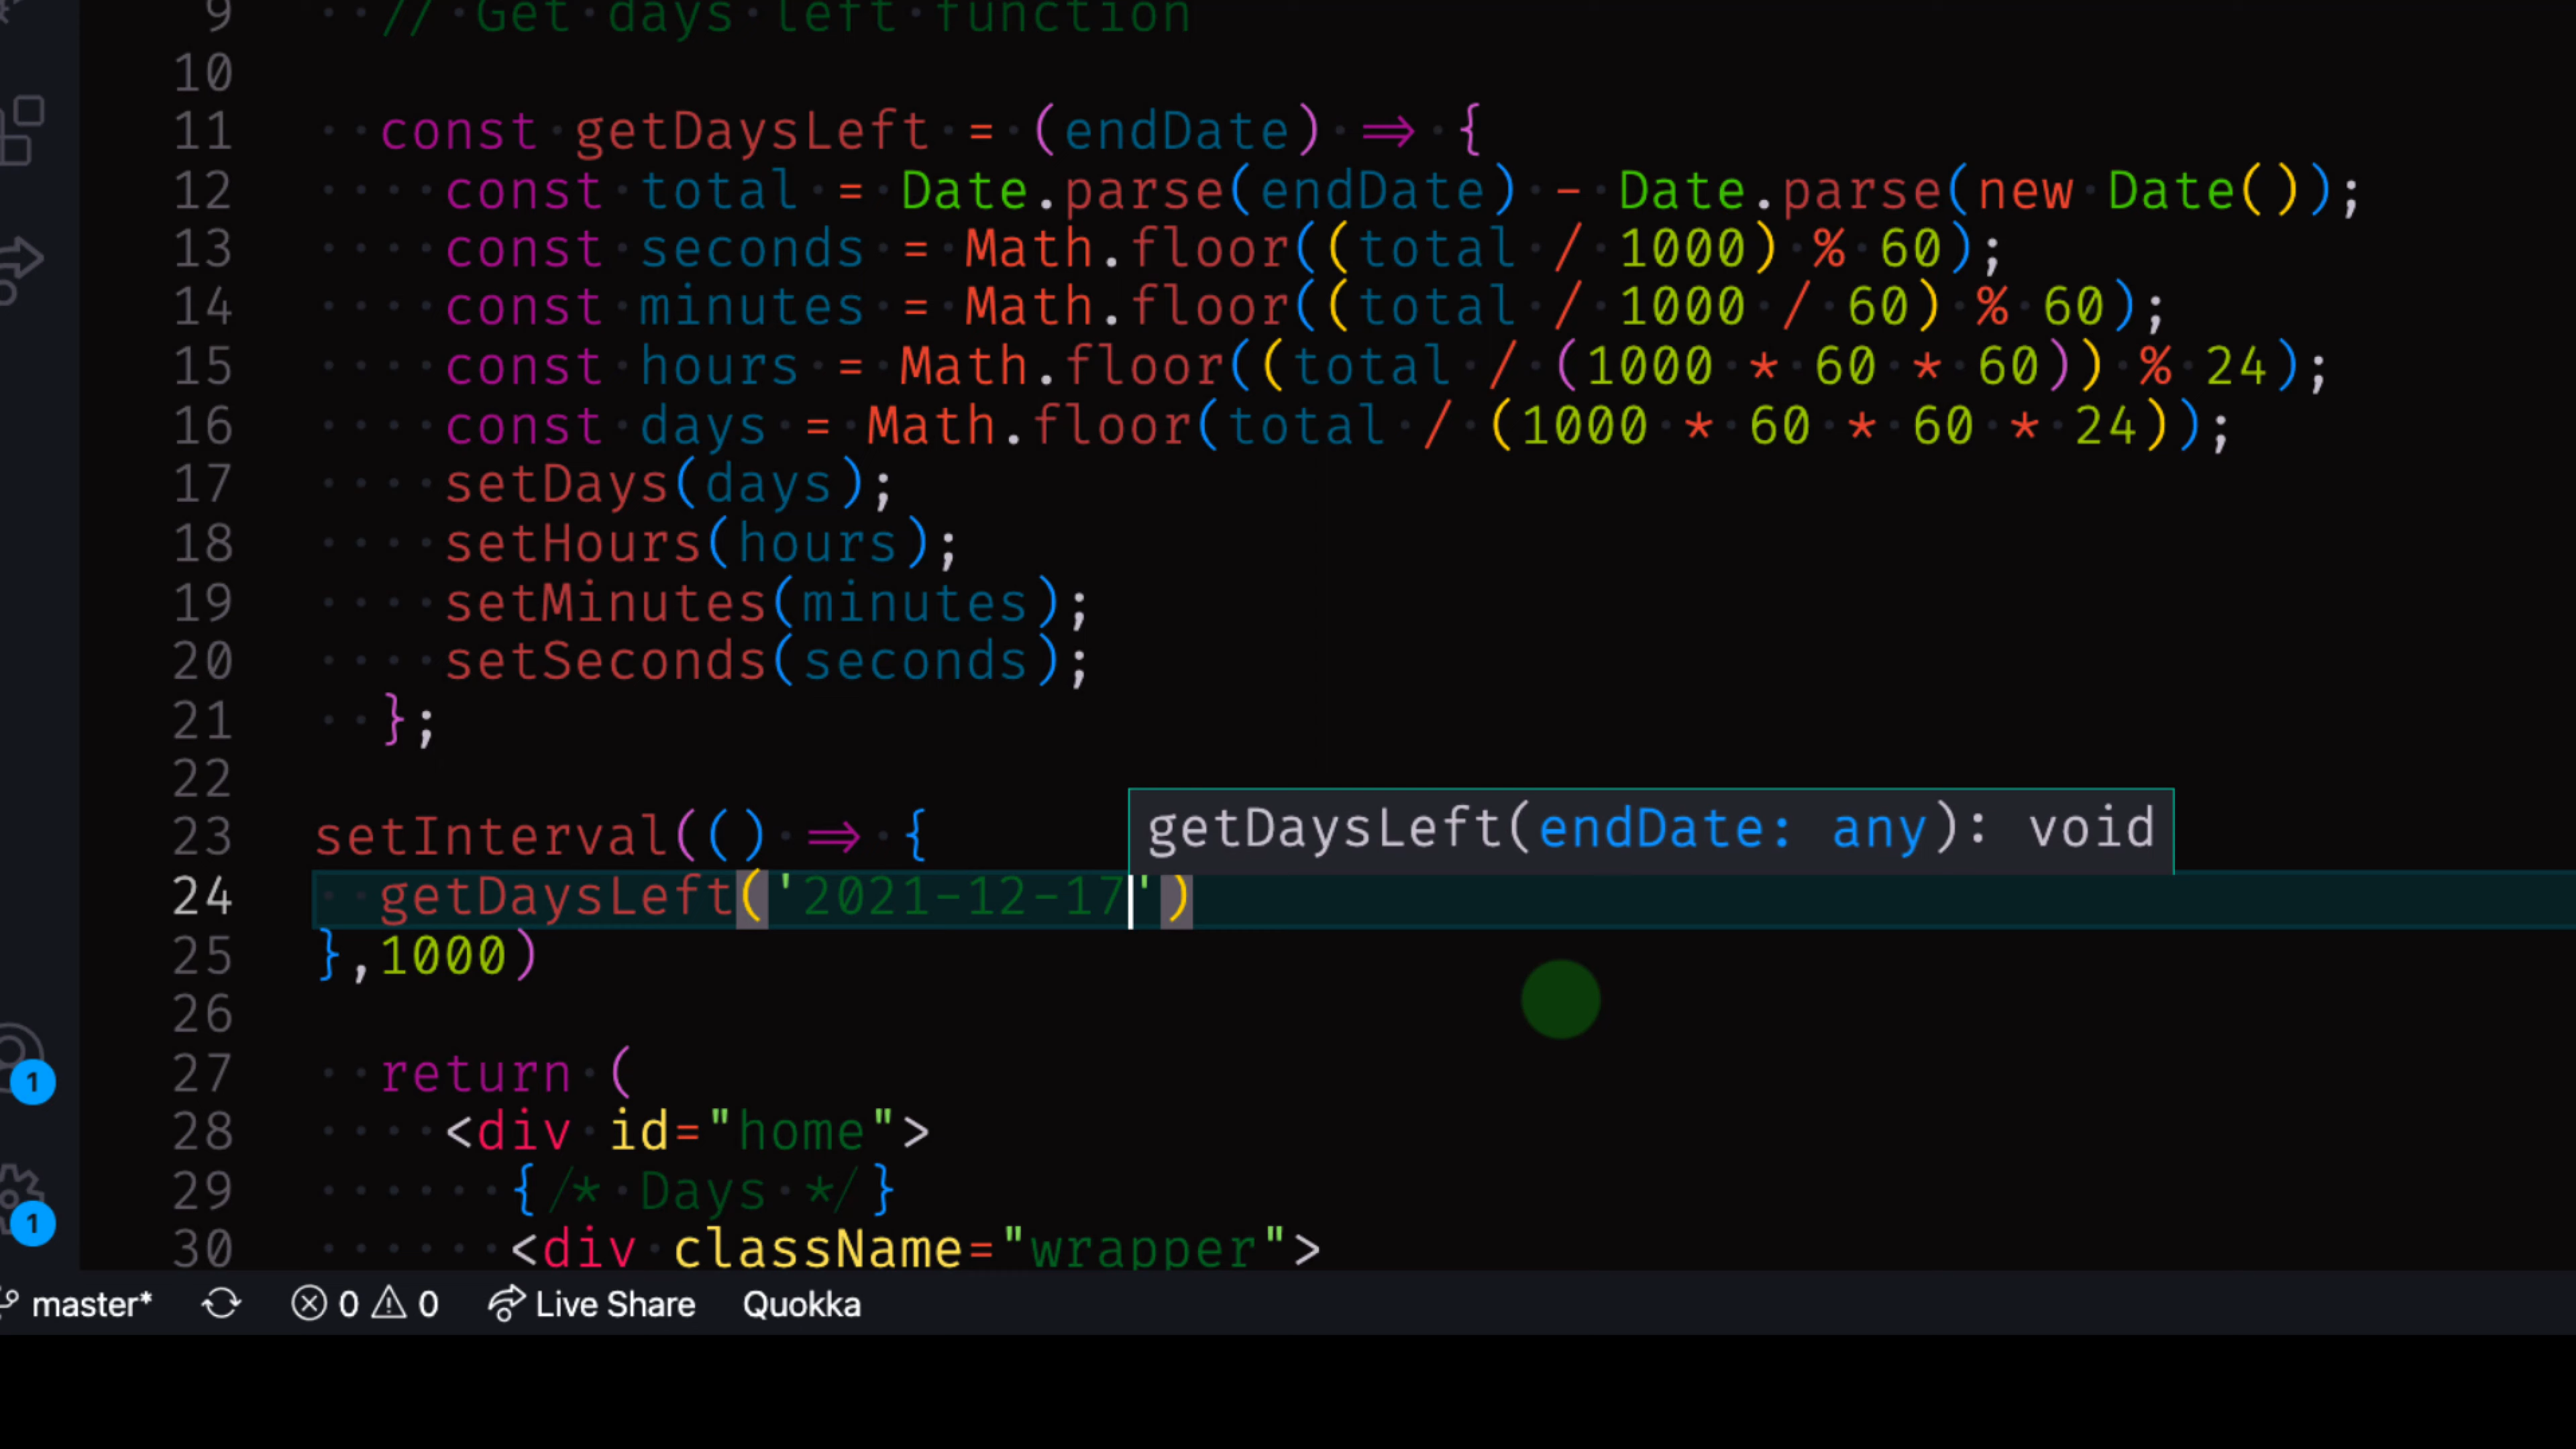 9 // Get days left function
10
11 const getDaysLeft = (endDate) => {
12 const total = Date.parse(endDate) - Date.parse(new Date());
13 const seconds = Math.floor((total / 1000) % 60);
14 const minutes = Math.floor((total / 1000 / 60) % 60);
15 const hours = Math.floor((total / (1000 * 60 * 60)) % 24);
16 const days = Math.floor(total / (1000 * 60 * 60 * 24));
17 setDays(days);
18 setHours(hours);
19 setMinutes(minutes);
20 setSeconds(seconds);
21 };
22
23 setInterval(() => {
getDaysLeft(endDate: any): void
24 getDaysLeft('2021-12-17')
25 },1000)
26
27 return (
28 <div id="home">
29 {/* Days */}
30 <div className="wrapper">
1
1
master* 0 0 Live Share Quokka